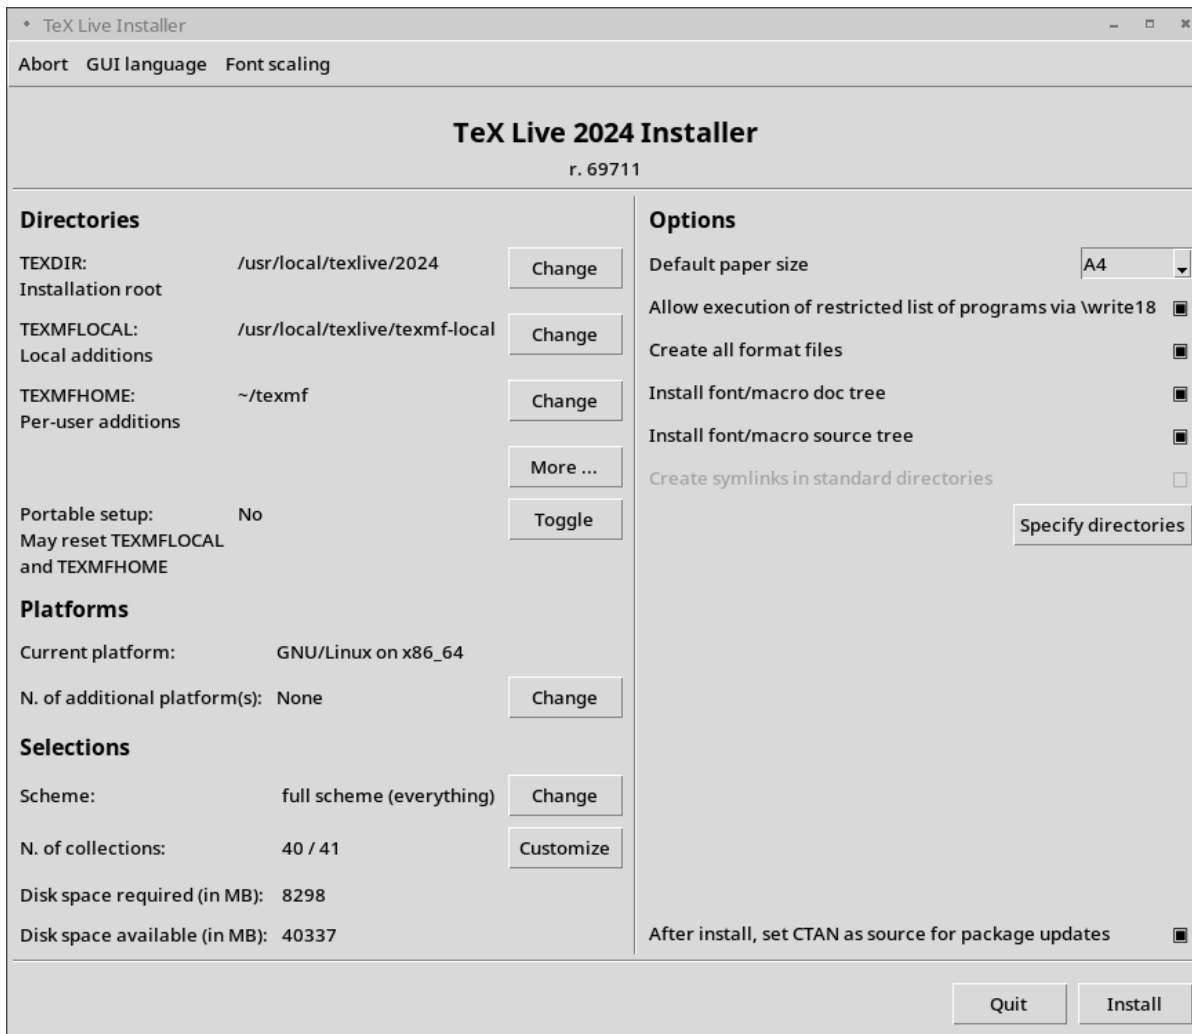 TeX Live Installer
Abort GUI language Font scaling
TeX Live 2024 Installer
r. 69711
Directories
TEXDIR: /usr/local/texlive/2024 Change
Installation root
TEXMFLOCAL: /usr/local/texlive/texmf-local Change
Local additions
TEXMFHOME: ~/texmf Change
Per-user additions
More ...
Portable setup: No Toggle
May reset TEXMFLOCAL
and TEXMFHOME
Platforms
Current platform: GNU/Linux on x86_64
N. of additional platform(s): None Change
Selections
Scheme: full scheme (everything) Change
N. of collections: 40 / 41 Customize
Disk space required (in MB): 8298
Disk space available (in MB): 40337
Options
Default paper size A4
Allow execution of restricted list of programs via \write18
Create all format files
Install font/macro doc tree
Install font/macro source tree
Create symlinks in standard directories
Specify directories
After install, set CTAN as source for package updates
Quit Install